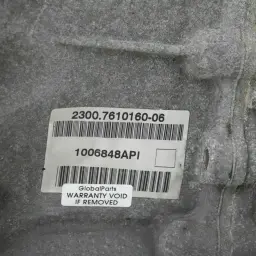 2300.7610160-06
1006848API
GlobalParts
WARRANTY VOID
IF REMOVED